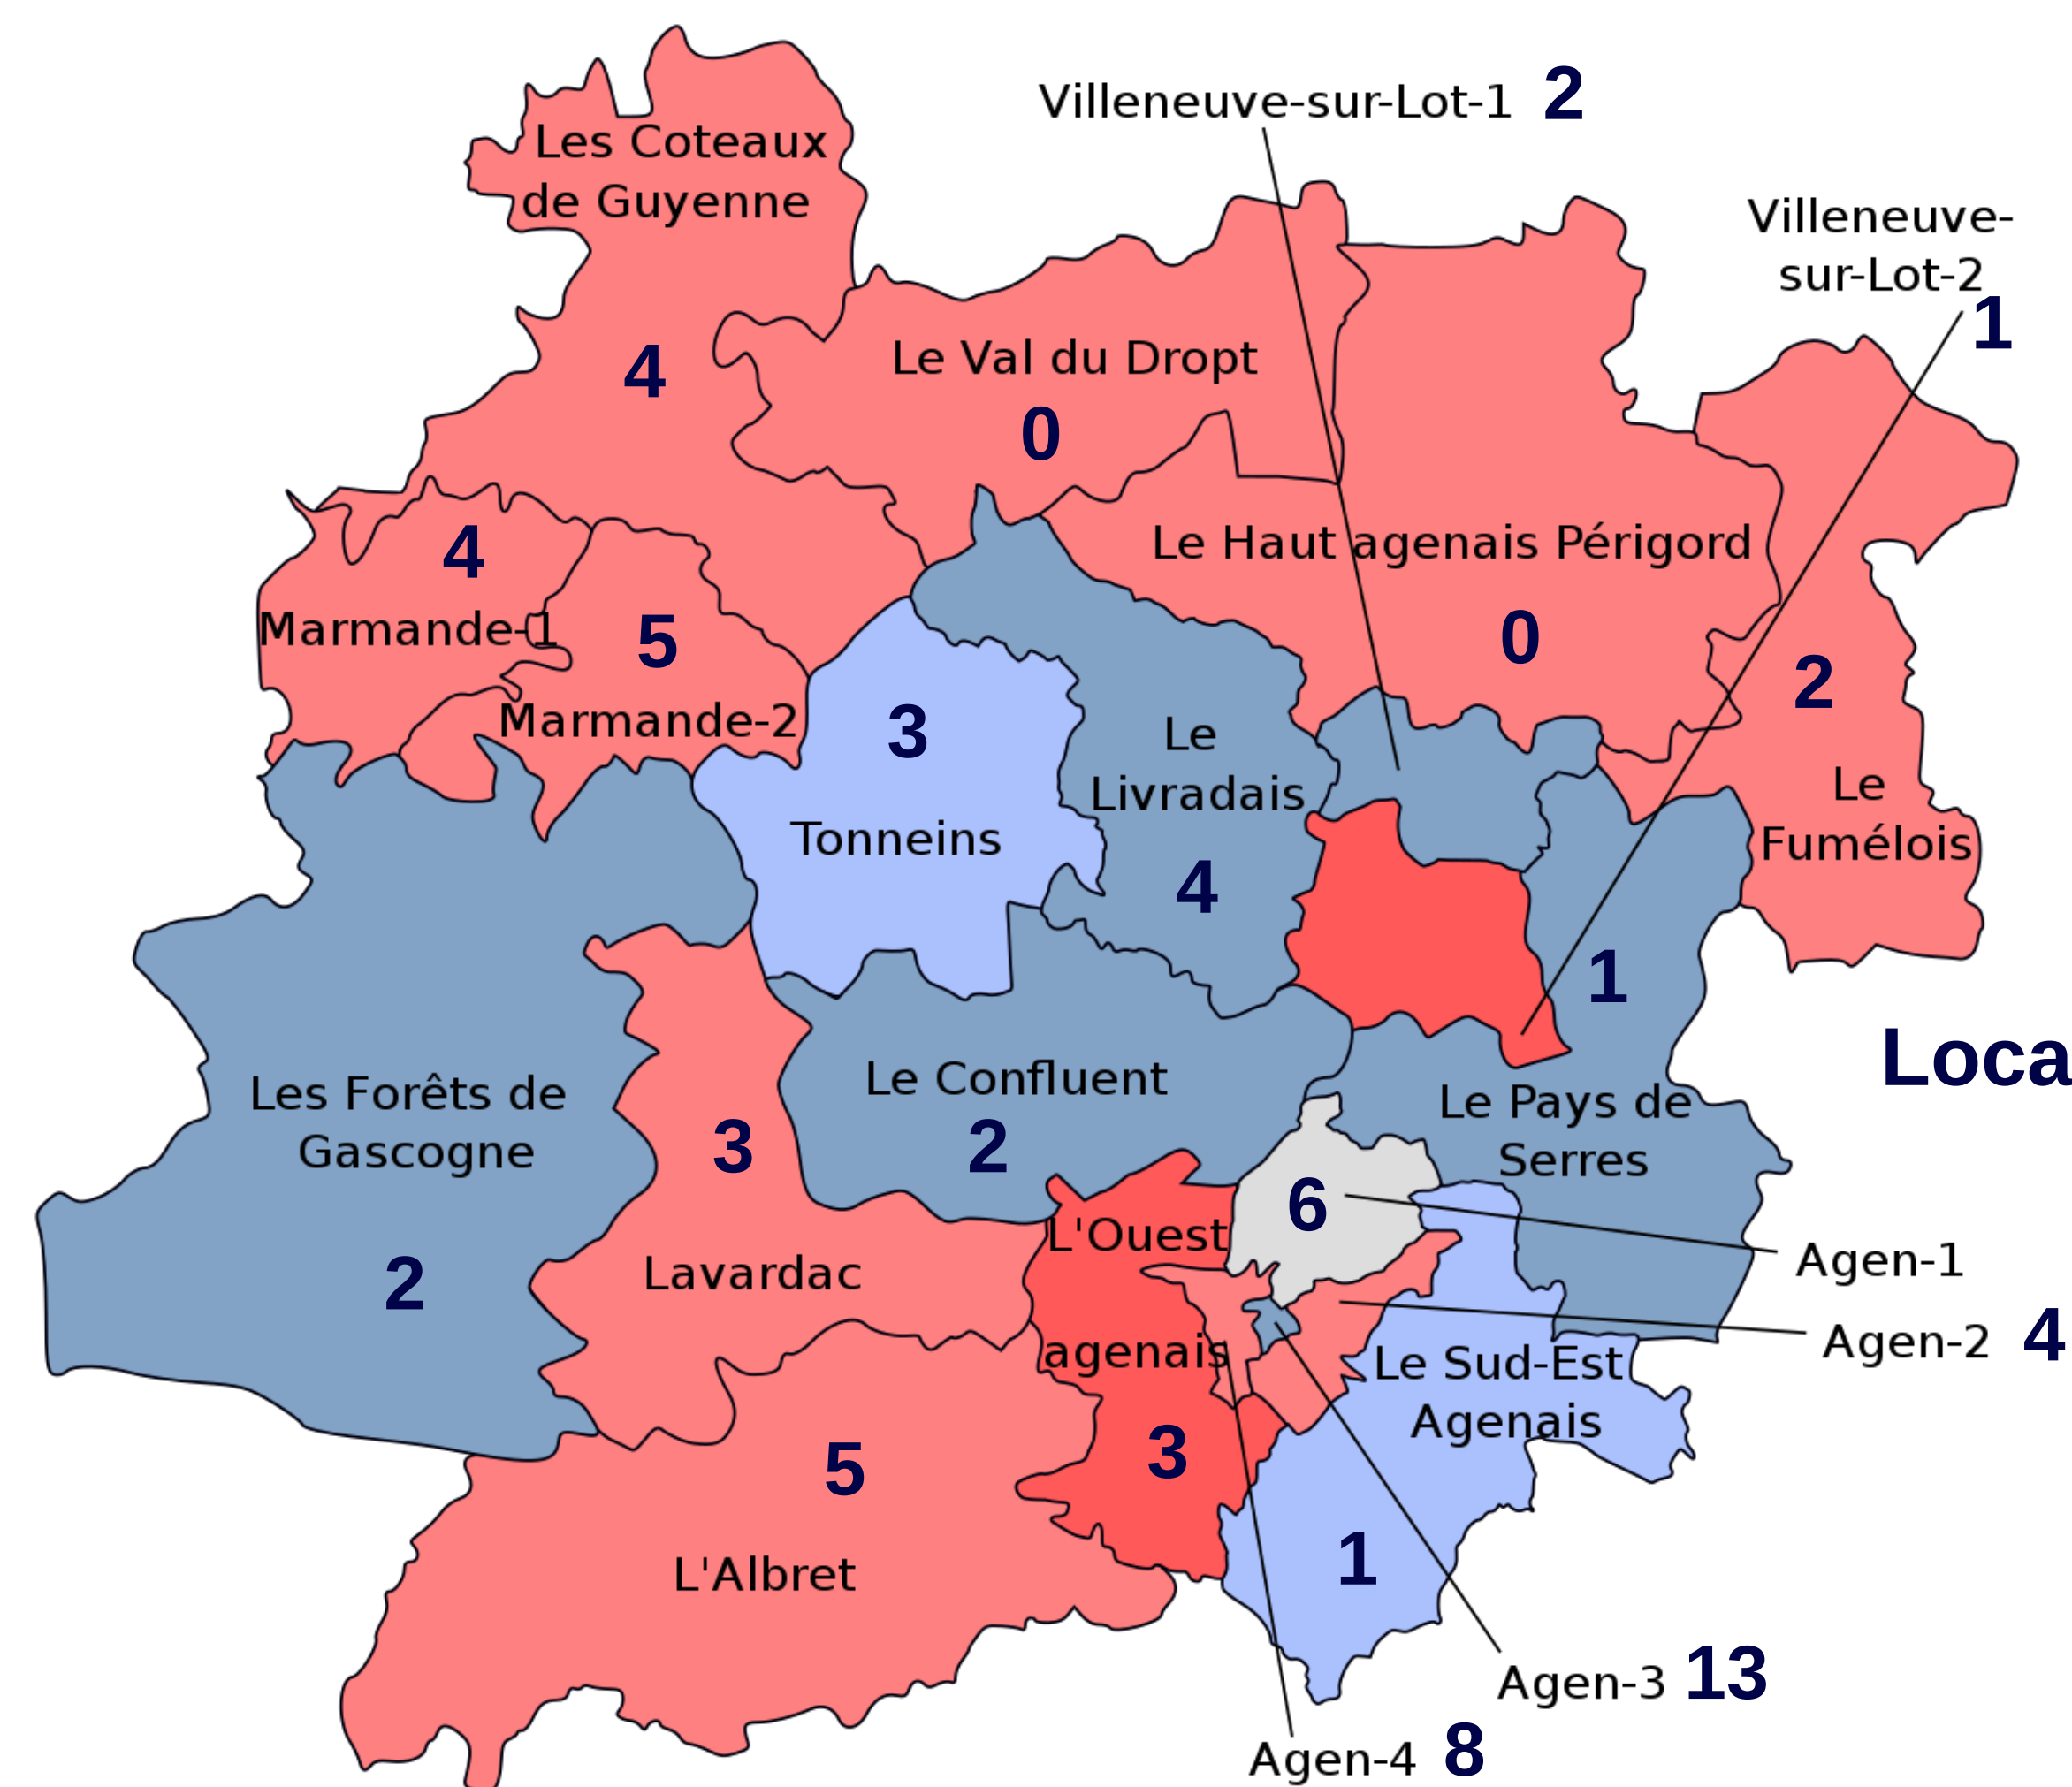 Les Coteaux
de Guyenne
4
Villeneuve-sur-Lot-1 2
Villeneuve-
sur-Lot-2
1
Le Val du Dropt
0
Le Haut agenais Périgord
0
4
Marmande-1
5
Marmande-2
3
Tonneins
Le
Livradais
4
2
Le
Fumélois
1
Loca
Les Forêts de
Gascogne
2
3
Lavardac
Le Confluent
2
Le Pays de
Serres
6
L'Ouest
agenais
3
Agen-1
Agen-2 4
Le Sud-Est
Agenais
1
5
L'Albret
Agen-3 13
Agen-4 8